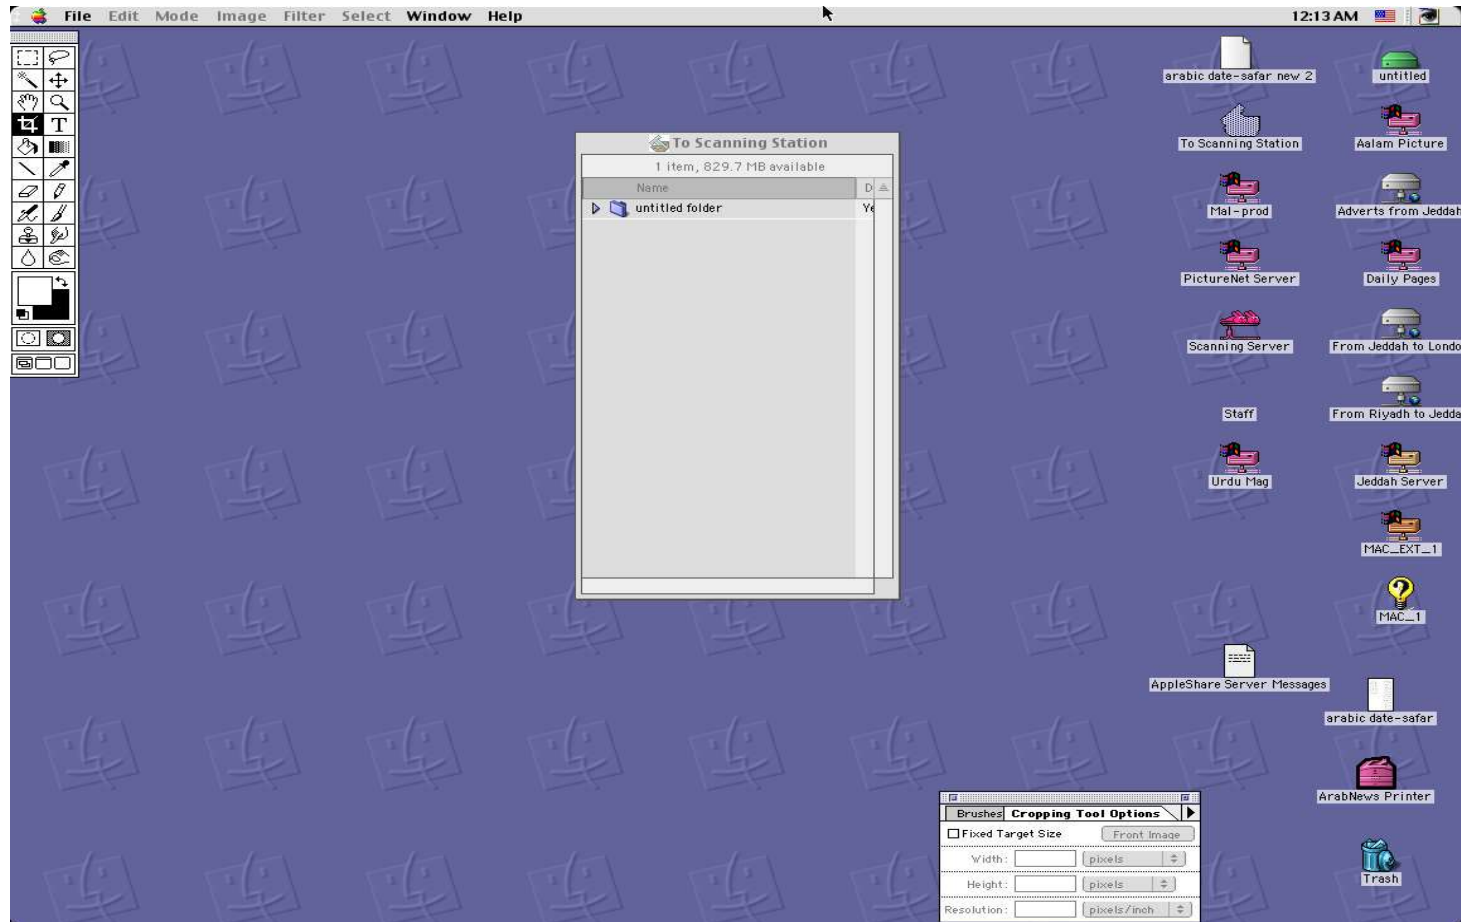 File Edit Mode Image Filter Select Window Help 12:13 AM
T
To Scanning Station
1 item, 829.7 MB available
Name D
untitled folder Ye
arabic date-safar new 2
untitled
To Scanning Station
Aalam Picture
Mal-prod
Adverts from Jeddah
PictureNet Server
Daily Pages
Scanning Server
From Jeddah to Londo
Staff
From Riyadh to Jedda
Urdu Mag
Jeddah Server
MAC_EXT_1
MAC_1
AppleShare Server Messages
arabic date-safar
ArabNews Printer
Trash
Brushes Cropping Tool Options
Fixed Target Size Front Image
Width: pixels
Height: pixels
Resolution: pixels/inch